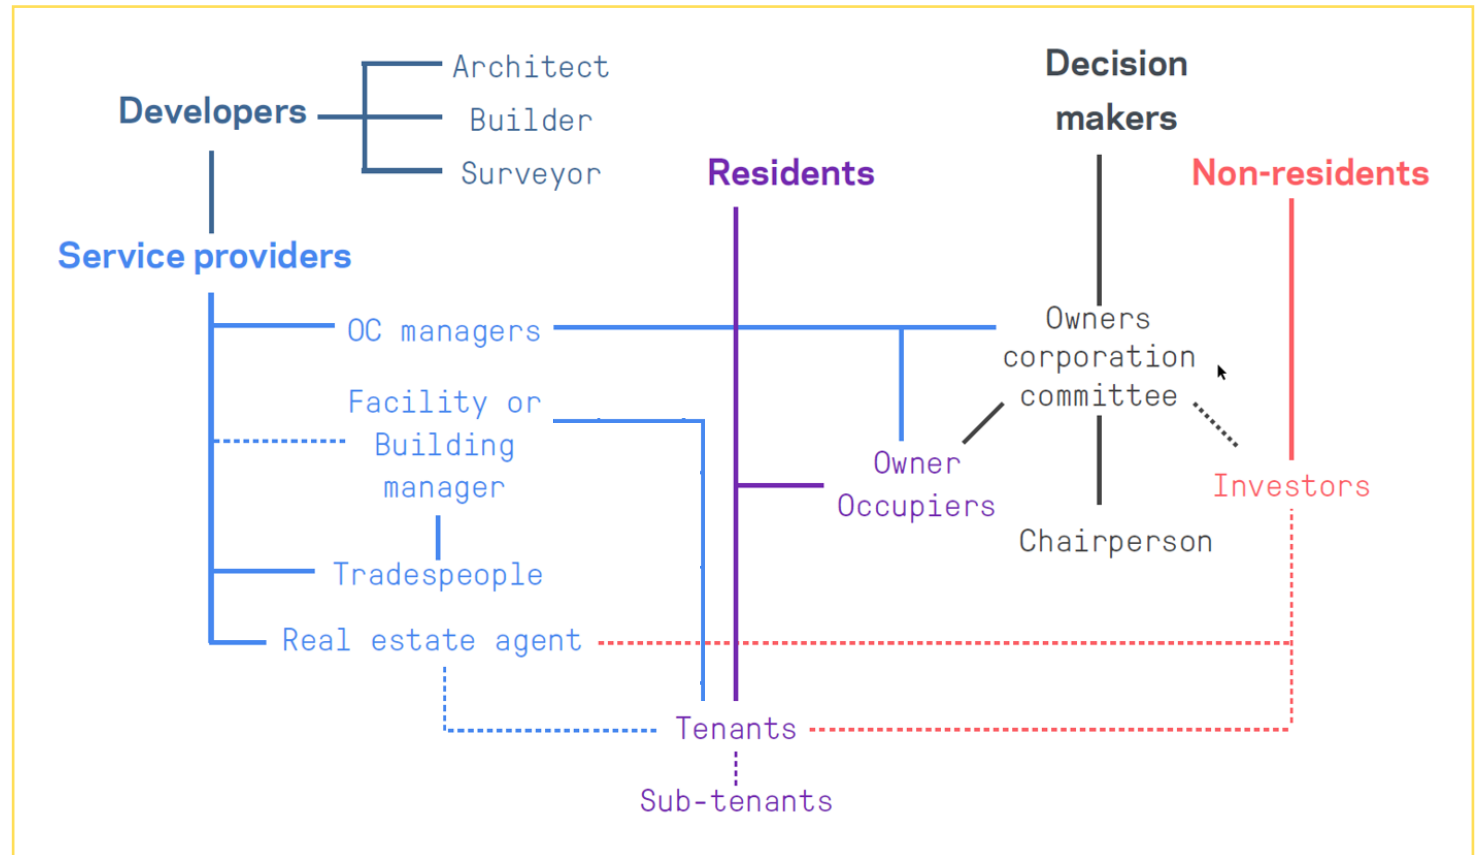 Developers
Architect
Builder
Surveyor
Service providers
OC managers
Facility or
Building
manager
Tradespeople
Real estate agent
Residents
Owner
Occupiers
Tenants
Sub-tenants
Decision
makers
Owners
corporation
committee
Chairperson
Non-residents
Investors